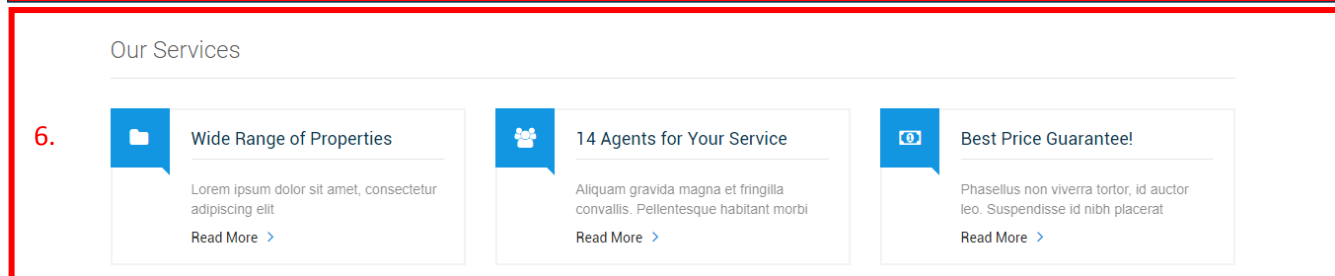 Our Services
6.
Wide Range of Properties
Lorem ipsum dolor sit amet, consectetur
adipiscing elit
Read More
14 Agents for Your Service
Aliquam gravida magna et fringilla
convallis. Pellentesque habitant morbi
Read More
Best Price Guarantee!
Phasellus non viverra tortor, id auctor
leo. Suspendisse id nibh placerat
Read More